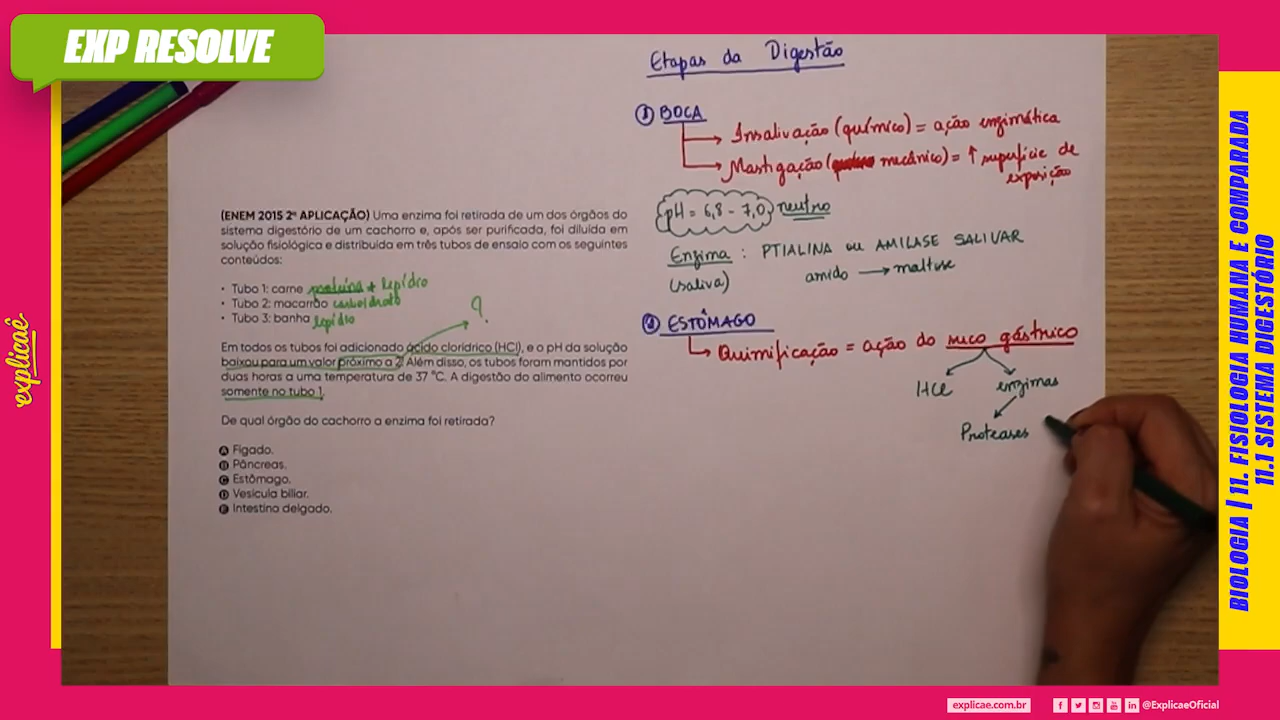 EXP RESOLVE
Etapas da Digestão
① BOCA
Insalivação (químico) = ação enzimática
Mastigação (mecânico) = ↑ superfície de
exposição
pH = 6,8 - 7,0 neutro
Enzima : PTIALINA ou AMILASE SALIVAR
(saliva) amido → maltose
② ESTÔMAGO
Quimificação = ação do suco gástrico
HCl enzimas
Proteases
(ENEM 2015 2ª APLICAÇÃO) Uma enzima foi retirada de um dos órgãos do
sistema digestório de um cachorro e, após ser purificada, foi diluída em
solução fisiológica e distribuída em três tubos de ensaio com os seguintes
conteúdos:
• Tubo 1: carne proteína + lipídio
• Tubo 2: macarrão carboidrato
• Tubo 3: banha lipídio
?
Em todos os tubos foi adicionado ácido clorídrico (HCl), e o pH da solução
baixou para um valor próximo a 2. Além disso, os tubos foram mantidos por
duas horas a uma temperatura de 37 °C. A digestão do alimento ocorreu
somente no tubo 1.
De qual órgão do cachorro a enzima foi retirada?
A Fígado.
B Pâncreas.
C Estômago.
D Vesícula biliar.
E Intestino delgado.
explicaê
BIOLOGIA | 11. FISIOLOGIA HUMANA E COMPARADA
11.1 SISTEMA DIGESTÓRIO
explicae.com.br
@ExplicaeOficial